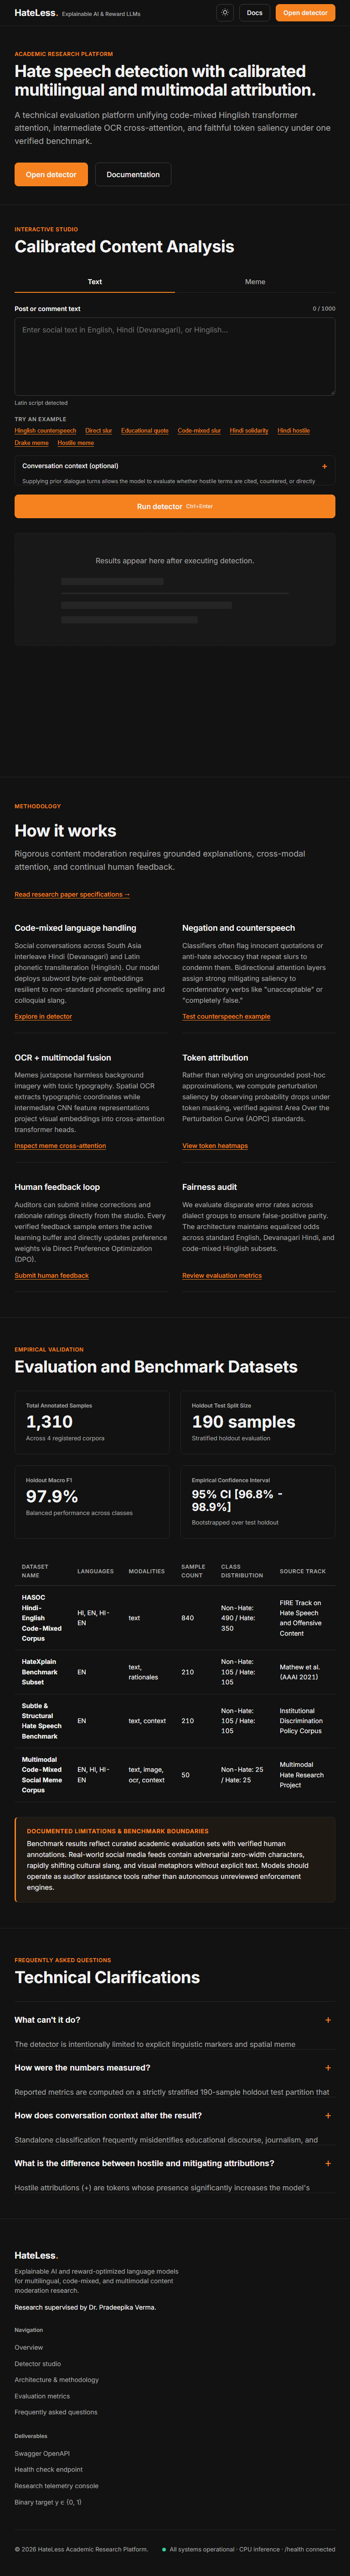 HateLess. Explainable AI & Reward LLMs
Docs
Open detector
ACADEMIC RESEARCH PLATFORM
Hate speech detection with calibrated
multilingual and multimodal attribution.
A technical evaluation platform unifying code-mixed Hinglish transformer
attention, intermediate OCR cross-attention, and faithful token saliency under one
verified benchmark.
Open detector
Documentation
INTERACTIVE STUDIO
Calibrated Content Analysis
Text
Meme
Post or comment text
0 / 1000
Enter social text in English, Hindi (Devanagari), or Hinglish...
Latin script detected
TRY AN EXAMPLE
Hinglish counterspeech Direct slur Educational quote Code-mixed slur Hindi solidarity Hindi hostile
Drake meme Hostile meme
Conversation context (optional) +
Supplying prior dialogue turns allows the model to evaluate whether hostile terms are cited, countered, or directly
Run detector Ctrl+Enter
Results appear here after executing detection.
METHODOLOGY
How it works
Rigorous content moderation requires grounded explanations, cross-modal
attention, and continual human feedback.
Read research paper specifications →
Code-mixed language handling
Social conversations across South Asia
interleave Hindi (Devanagari) and Latin
phonetic transliteration (Hinglish). Our model
deploys subword byte-pair embeddings
resilient to non-standard phonetic spelling and
colloquial slang.
Explore in detector
Negation and counterspeech
Classifiers often flag innocent quotations or
anti-hate advocacy that repeat slurs to
condemn them. Bidirectional attention layers
assign strong mitigating saliency to
condemnatory verbs like "unacceptable" or
"completely false."
Test counterspeech example
OCR + multimodal fusion
Memes juxtapose harmless background
imagery with toxic typography. Spatial OCR
extracts typographic coordinates while
intermediate CNN feature representations
project visual embeddings into cross-attention
transformer heads.
Inspect meme cross-attention
Token attribution
Rather than relying on ungrounded post-hoc
approximations, we compute perturbation
saliency by observing probability drops under
token masking, verified against Area Over the
Perturbation Curve (AOPC) standards.
View token heatmaps
Human feedback loop
Auditors can submit inline corrections and
rationale ratings directly from the studio. Every
verified feedback sample enters the active
learning buffer and directly updates preference
weights via Direct Preference Optimization
(DPO).
Submit human feedback
Fairness audit
We evaluate disparate error rates across
dialect groups to ensure false-positive parity.
The architecture maintains equalized odds
across standard English, Devanagari Hindi, and
code-mixed Hinglish subsets.
Review evaluation metrics
EMPIRICAL VALIDATION
Evaluation and Benchmark Datasets
Total Annotated Samples
1,310
Across 4 registered corpora
Holdout Test Split Size
190 samples
Stratified holdout evaluation
Holdout Macro F1
97.9%
Balanced performance across classes
Empirical Confidence Interval
95% CI [96.8% -
98.9%]
Bootstrapped over test holdout
DATASET NAME LANGUAGES MODALITIES SAMPLE COUNT CLASS DISTRIBUTION SOURCE TRACK
HASOC Hindi-English Code-Mixed Corpus HI, EN, HI-EN text 840 Non-Hate: 490 / Hate: 350 FIRE Track on Hate Speech and Offensive Content
HateXplain Benchmark Subset EN text, rationales 210 Non-Hate: 105 / Hate: 105 Mathew et al. (AAAI 2021)
Subtle & Structural Hate Speech Benchmark EN text, context 210 Non-Hate: 105 / Hate: 105 Institutional Discrimination Policy Corpus
Multimodal Code-Mixed Social Meme Corpus EN, HI, HI-EN text, image, ocr, context 50 Non-Hate: 25 / Hate: 25 Multimodal Hate Research Project
DOCUMENTED LIMITATIONS & BENCHMARK BOUNDARIES
Benchmark results reflect curated academic evaluation sets with verified human
annotations. Real-world social media feeds contain adversarial zero-width characters,
rapidly shifting cultural slang, and visual metaphors without explicit text. Models should
operate as auditor assistance tools rather than autonomous unreviewed enforcement
engines.
FREQUENTLY ASKED QUESTIONS
Technical Clarifications
What can't it do? +
The detector is intentionally limited to explicit linguistic markers and spatial meme
How were the numbers measured? +
Reported metrics are computed on a strictly stratified 190-sample holdout test partition that
How does conversation context alter the result? +
Standalone classification frequently misidentifies educational discourse, journalism, and
What is the difference between hostile and mitigating attributions? +
Hostile attributions (+) are tokens whose presence significantly increases the model's
HateLess.
Explainable AI and reward-optimized language models
for multilingual, code-mixed, and multimodal content
moderation research.
Research supervised by Dr. Pradeepika Verma.
Navigation
Overview
Detector studio
Architecture & methodology
Evaluation metrics
Frequently asked questions
Deliverables
Swagger OpenAPI
Health check endpoint
Research telemetry console
Binary target y ∈ {0, 1}
© 2026 HateLess Academic Research Platform.
All systems operational · CPU inference · /health connected